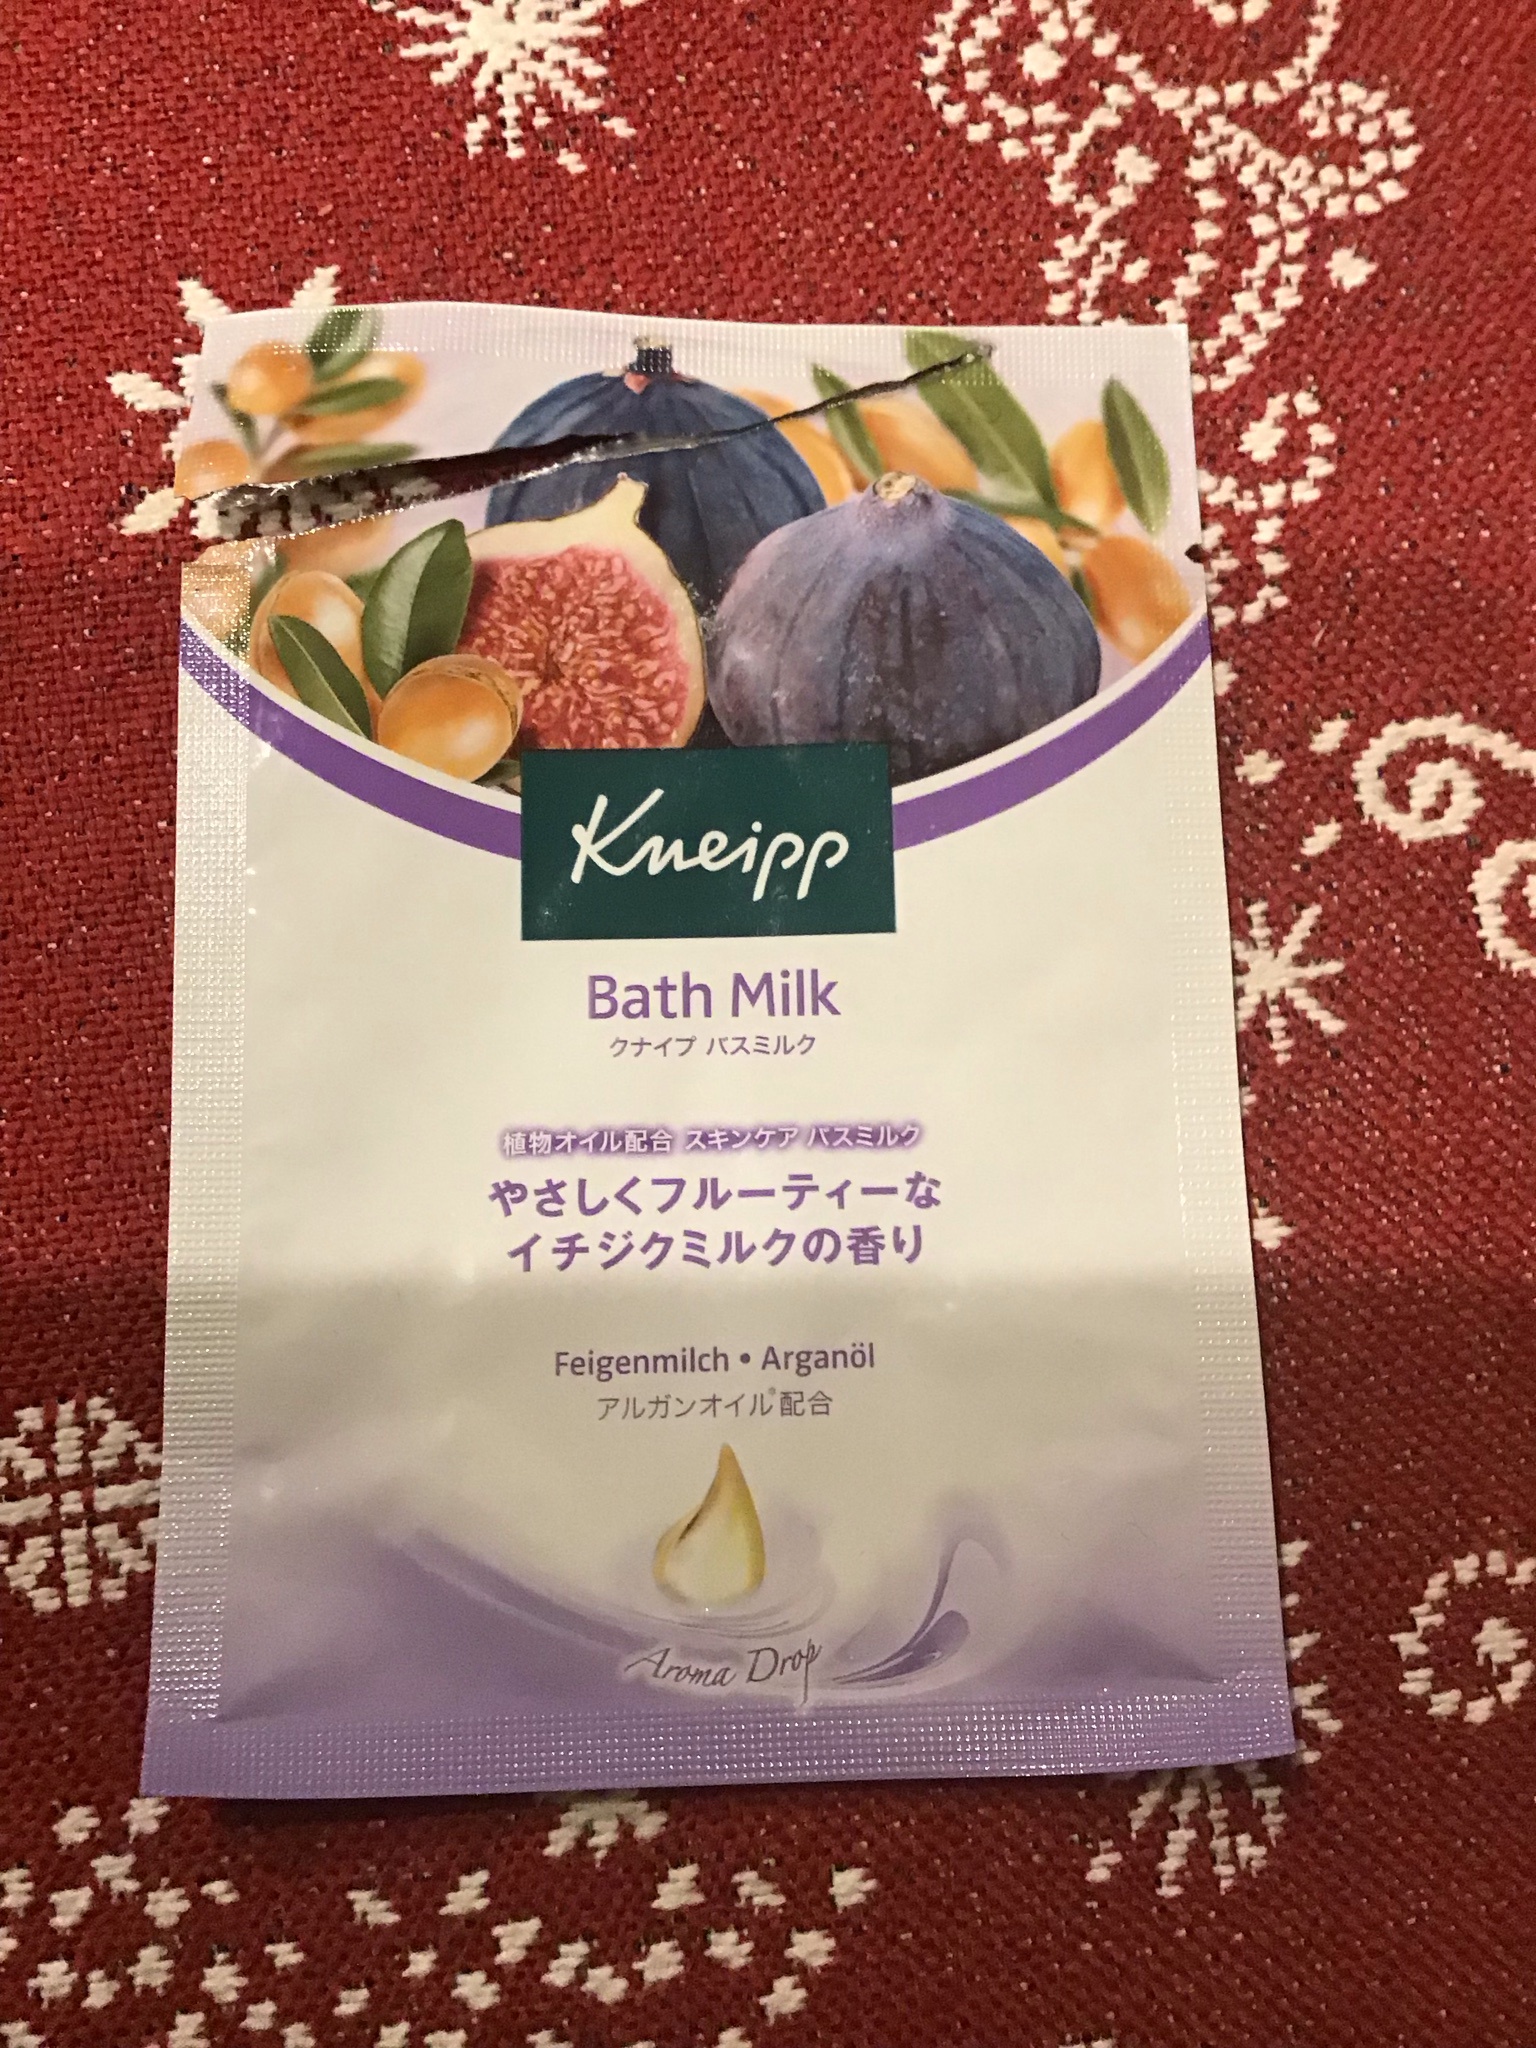 Kneipp
Bath Milk
クナイプ バスミルク
植物オイル配合 スキンケア バスミルク
やさしくフルーティーな
イチジクミルクの香り
Feigenmilch • Arganöl
アルガンオイル※配合
Aroma Drop